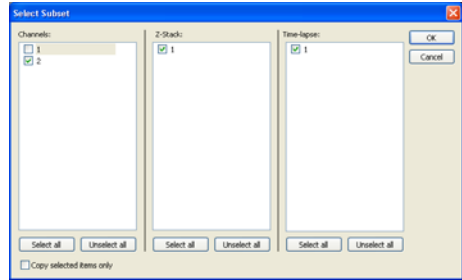 Select Subset
Channels: Z-Stack: Time-lapse:
1 1 1
2
OK
Cancel
Select all Unselect all Select all Unselect all Select all Unselect all
Copy selected items only